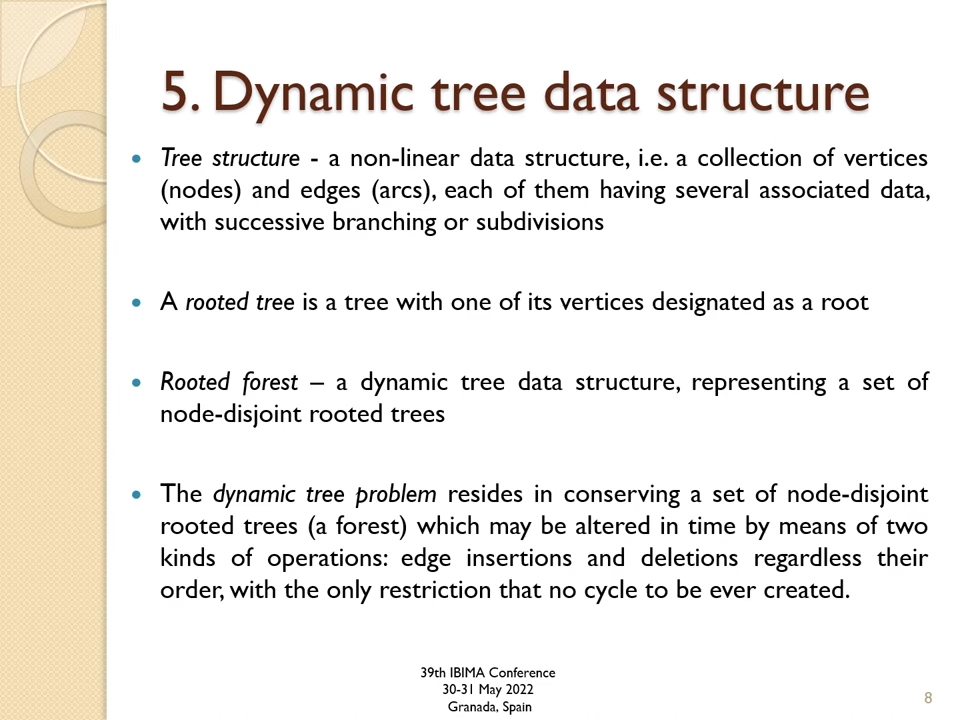 5. Dynamic tree data structure
• Tree structure - a non-linear data structure, i.e. a collection of vertices
(nodes) and edges (arcs), each of them having several associated data,
with successive branching or subdivisions
• A rooted tree is a tree with one of its vertices designated as a root
• Rooted forest – a dynamic tree data structure, representing a set of
node-disjoint rooted trees
• The dynamic tree problem resides in conserving a set of node-disjoint
rooted trees (a forest) which may be altered in time by means of two
kinds of operations: edge insertions and deletions regardless their
order, with the only restriction that no cycle to be ever created.
39th IBIMA Conference
30-31 May 2022
Granada, Spain
8